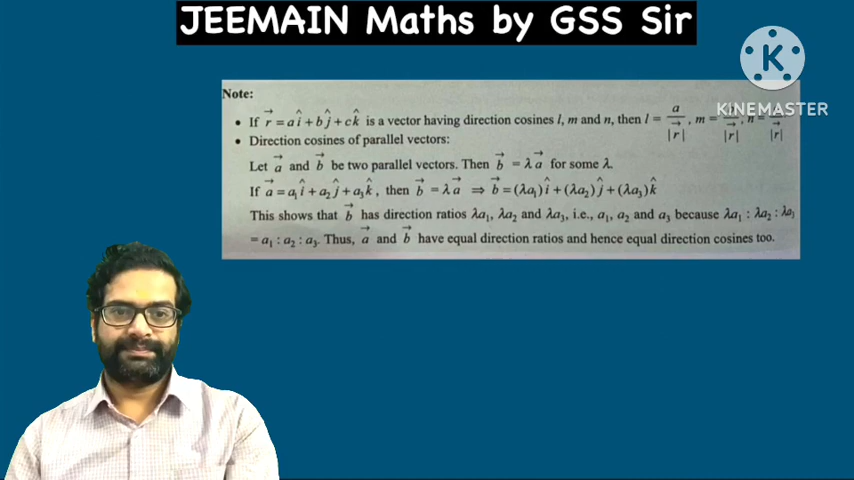 JEEMAIN Maths by GSS Sir
K
KINEMASTER
Note:
• If r⃗ = a î + b ĵ + c k̂ is a vector having direction cosines l, m and n, then l = a/|r⃗|, m = /|r⃗|, n = /|r⃗|
• Direction cosines of parallel vectors:
Let a⃗ and b⃗ be two parallel vectors. Then b⃗ = λ a⃗ for some λ.
If a⃗ = a₁ î + a₂ ĵ + a₃ k̂, then b⃗ = λ a⃗ ⇒ b⃗ = (λa₁) î + (λa₂) ĵ + (λa₃) k̂
This shows that b⃗ has direction ratios λa₁, λa₂ and λa₃, i.e., a₁, a₂ and a₃ because λa₁ : λa₂ : λa₃
= a₁ : a₂ : a₃. Thus, a⃗ and b⃗ have equal direction ratios and hence equal direction cosines too.